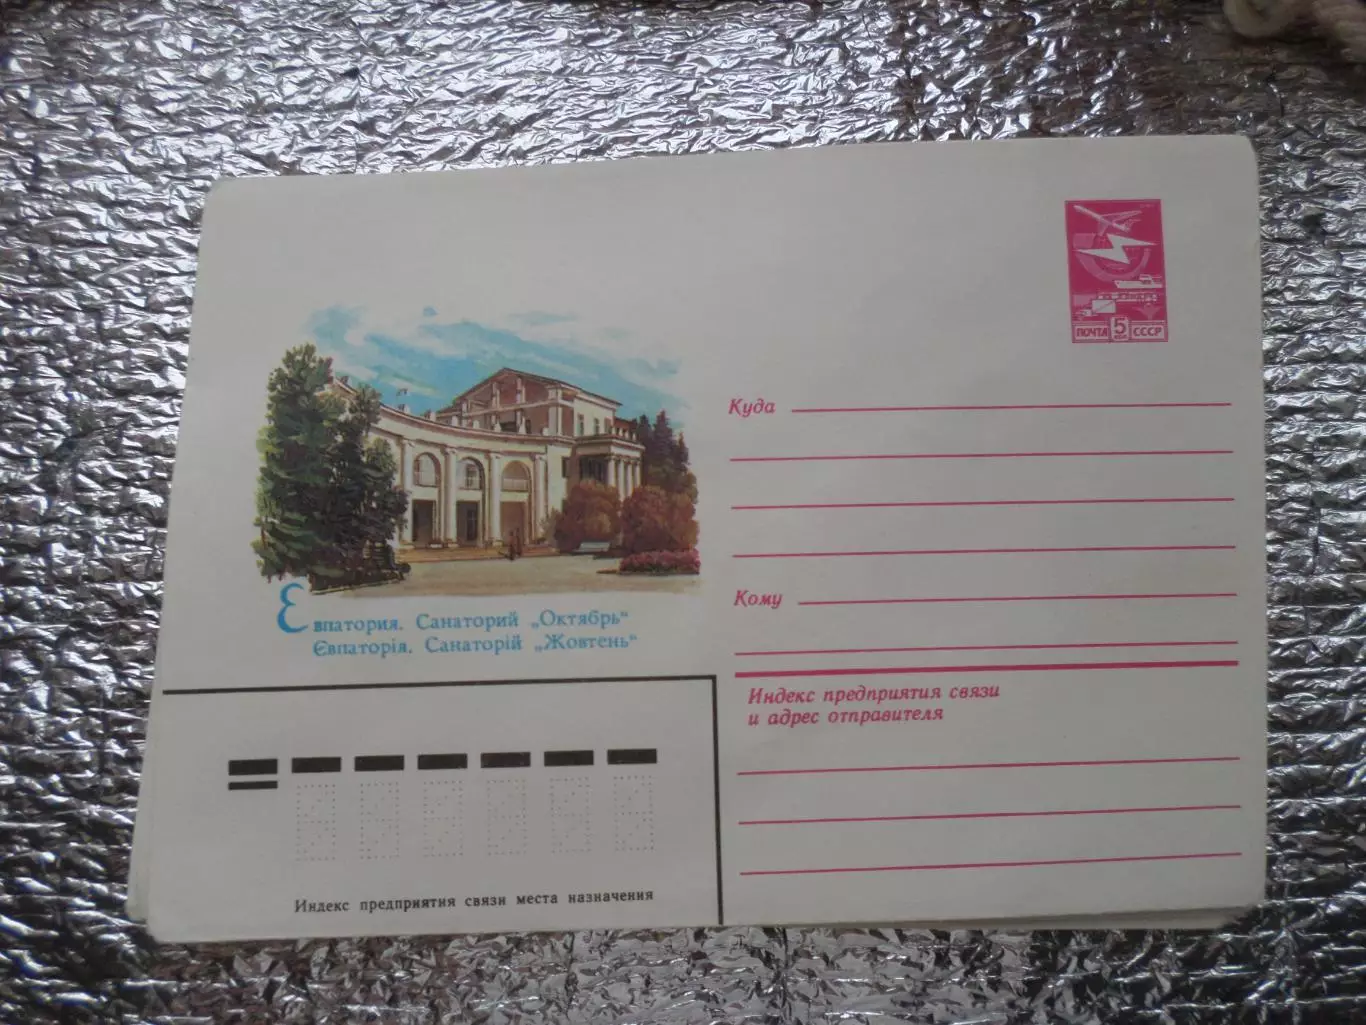 ПОЧТА 5 КОП СССР
Куда
Евпатория. Санаторий „Октябрь“
Євпаторія. Санаторій „Жовтень“
Кому
Индекс предприятия связи
и адрес отправителя
Индекс предприятия связи места назначения